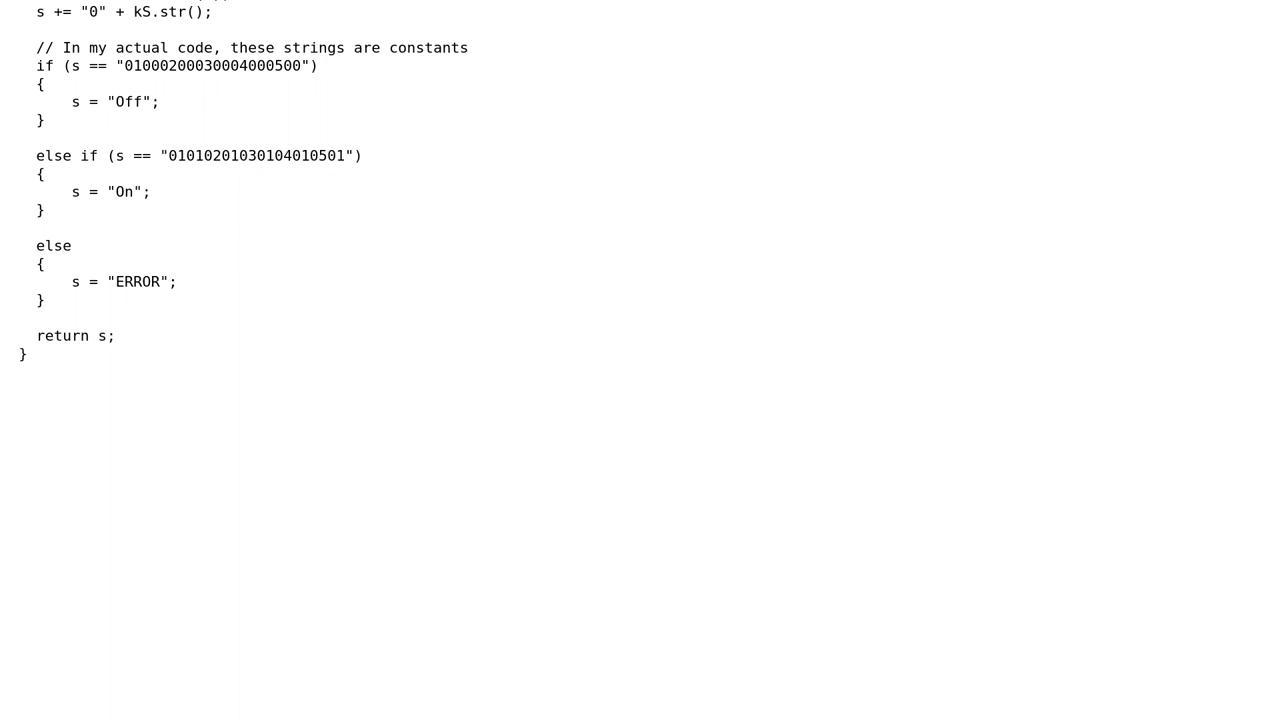 s += "0" + kS.str();
// In my actual code, these strings are constants
if (s == "01000200030004000500")
{
s = "Off";
}
else if (s == "01010201030104010501")
{
s = "On";
}
else
{
s = "ERROR";
}
return s;
}